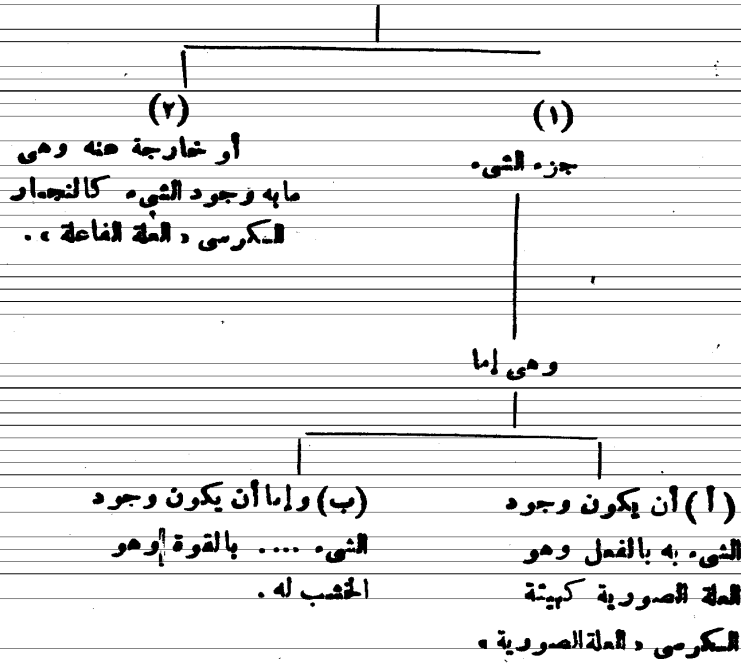 (١)
جزء الشىء
(٢)
أو خارجة عنه وهى
مابه وجود الشىء كالنجار
للكرسى « العلة الفاعلة » .
وهى إما
( أ ) أن يكون وجود
الشىء به بالفعل وهو
العلة الصورية كهيئة
الكرسى « العلة الصورية »
(ب) وإما أن يكون وجود
الشىء .... بالقوة وهو
الخشب له .